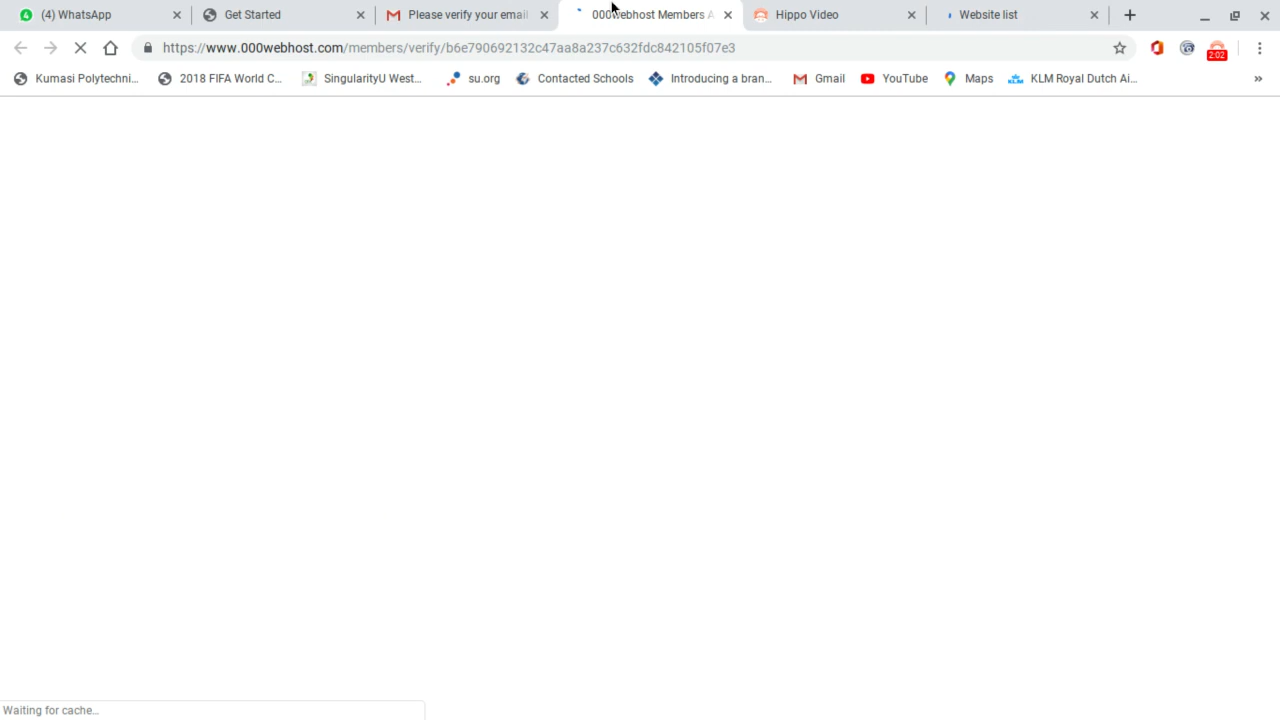 (4) WhatsApp
Get Started
Please verify your email
000webhost Members A
Hippo Video
Website list
https://www.000webhost.com/members/verify/b6e790692132c47aa8a237c632fdc842105f07e3
2:02
Kumasi Polytechni...
2018 FIFA World C...
SingularityU West...
su.org
Contacted Schools
Introducing a bran...
Gmail
YouTube
Maps
KLM Royal Dutch Ai...
»
Waiting for cache...